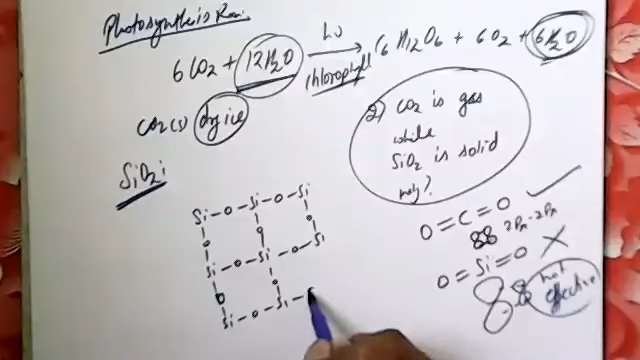 Photosynthesis Rxn:
6CO2 + 12H2O hν chlorophyll C6H12O6 + 6O2 + 6H2O
CO2(s) dry ice
SiO2:
2) CO2 is gas
while
SiO2 is solid
why?
Si - O - Si - O - Si
O O O
Si - O - Si - O - Si
O O
Si - O - Si -
O=C=O
2Pπ-2Pπ
O=Si=O
not
effective